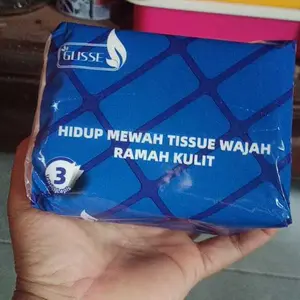 GLISSE
HIDUP MEWAH TISSUE WAJAH
RAMAH KULIT
3